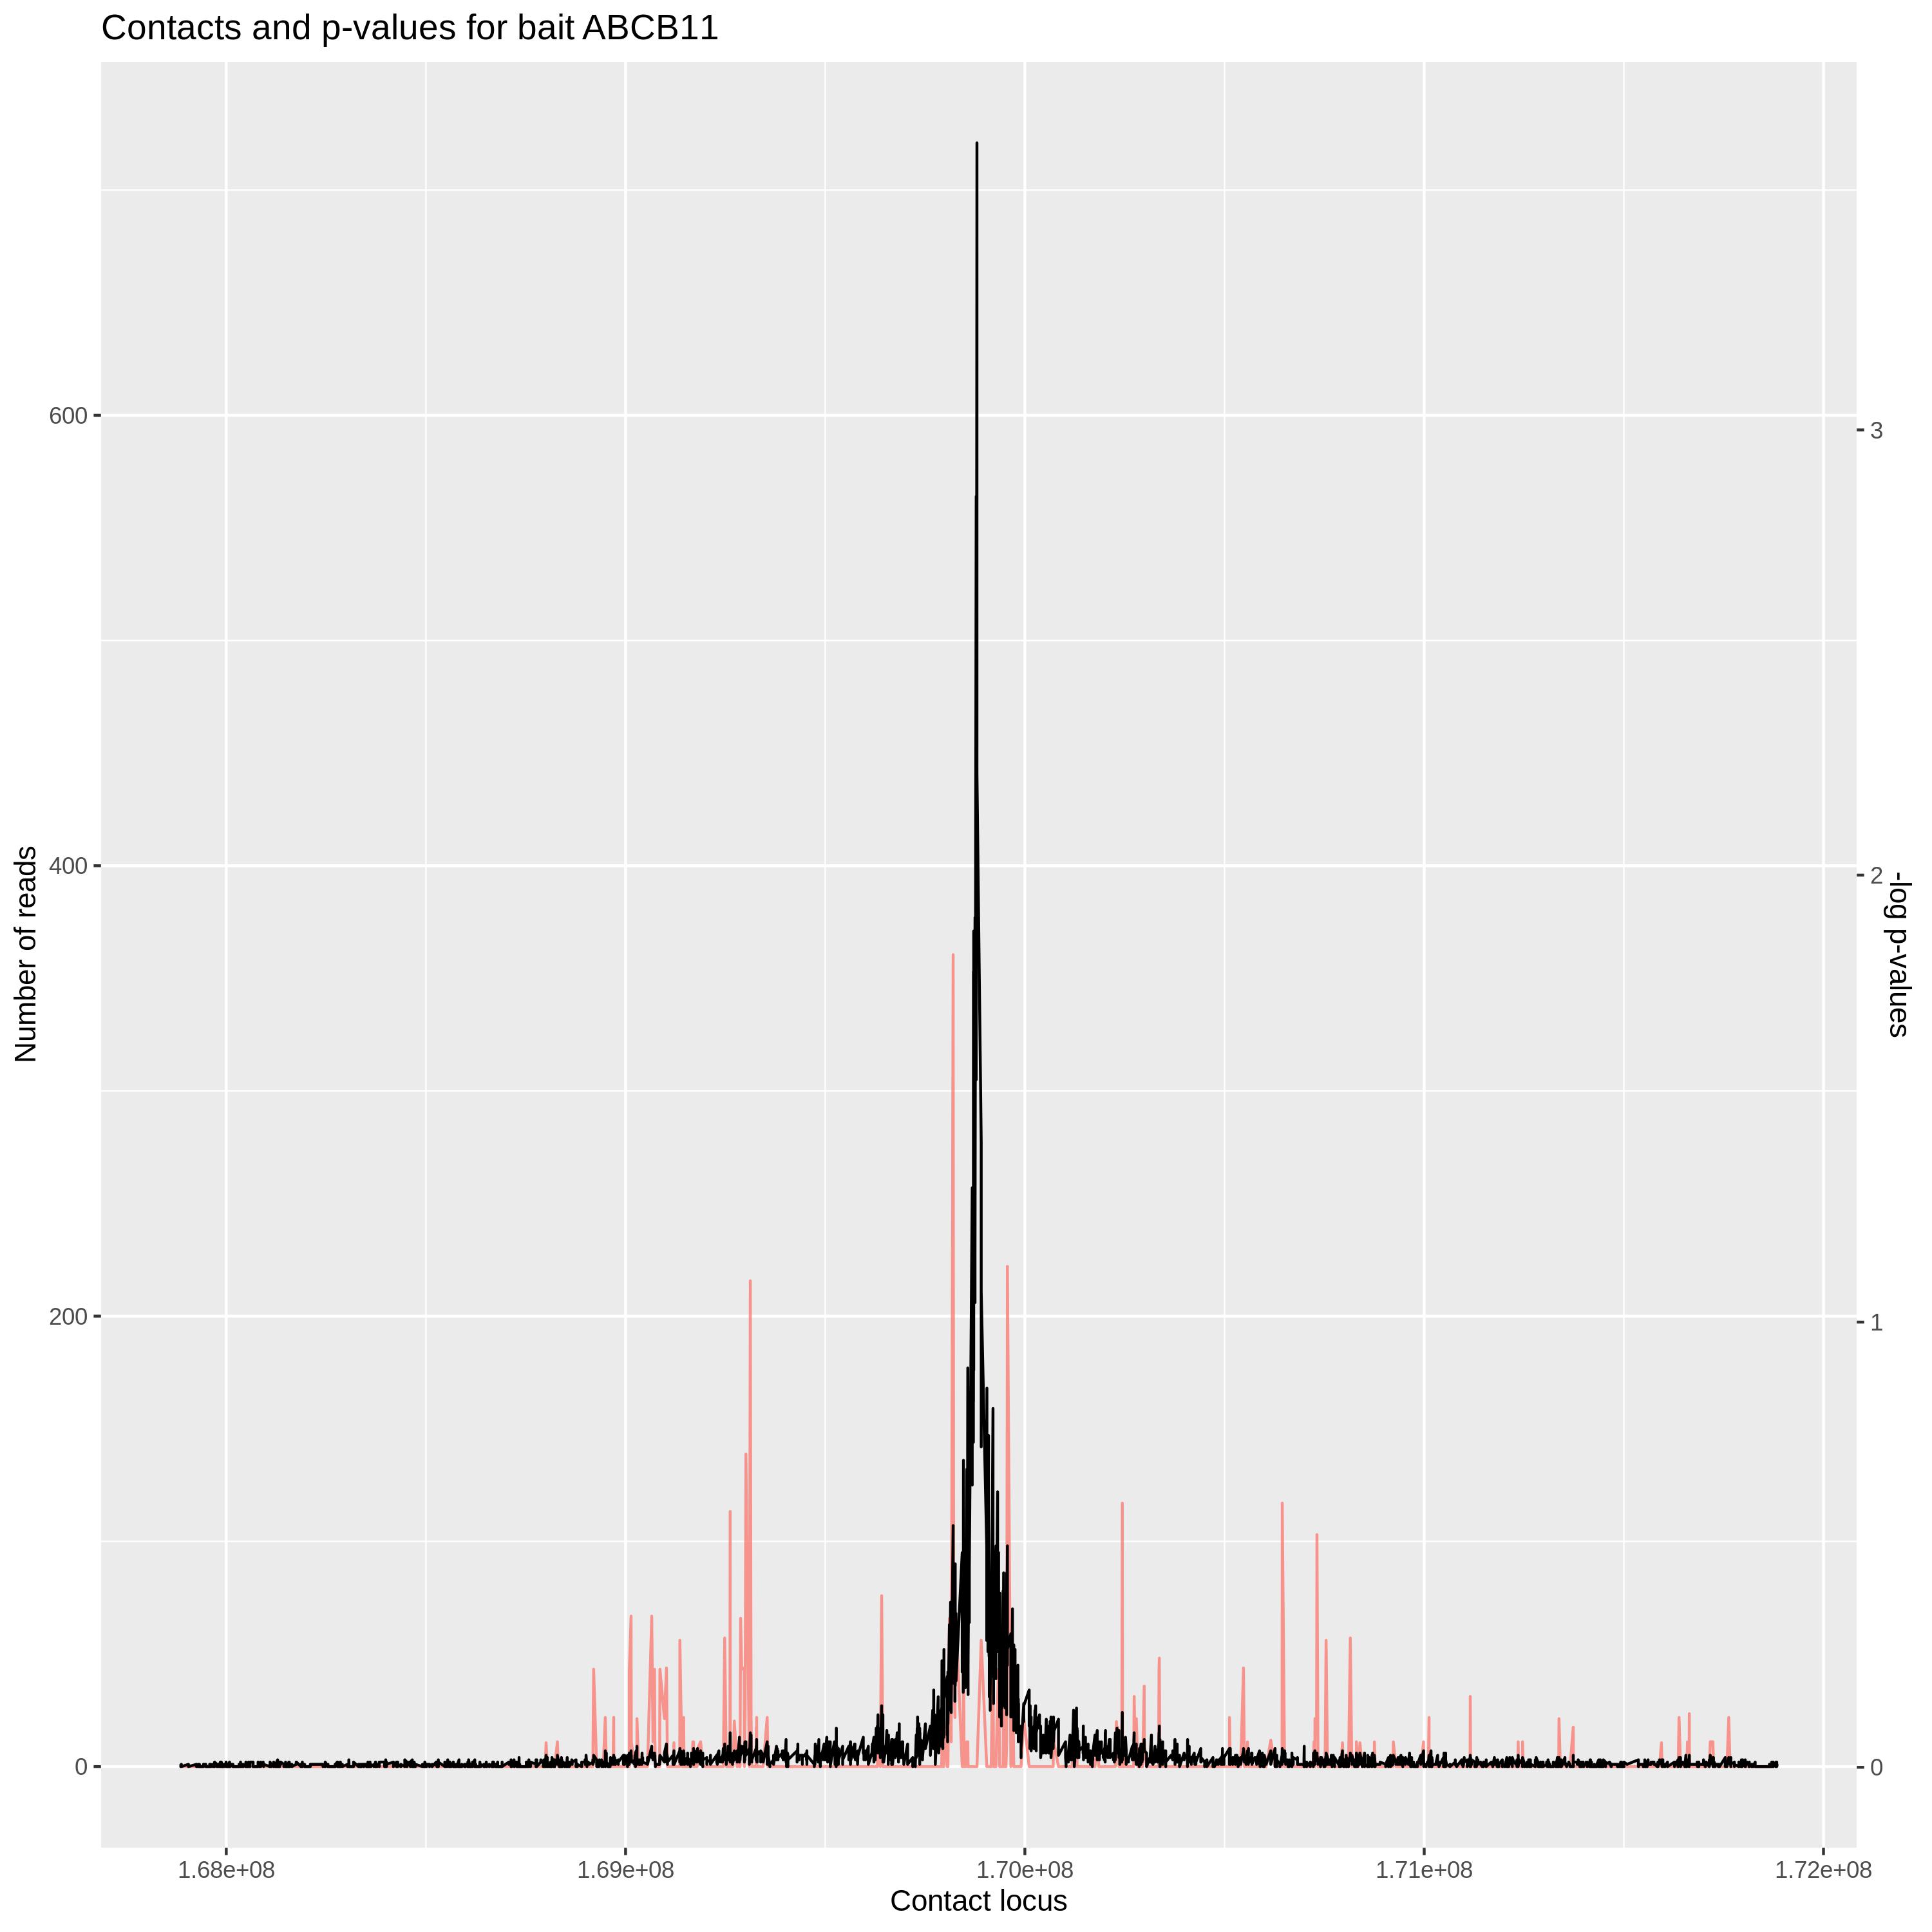 Contacts and p-values for bait ABCB11
600
400
200
0
Number of reads
3
2
1
0
-log p-values
1.68e+08
1.69e+08
1.70e+08
1.71e+08
1.72e+08
Contact locus